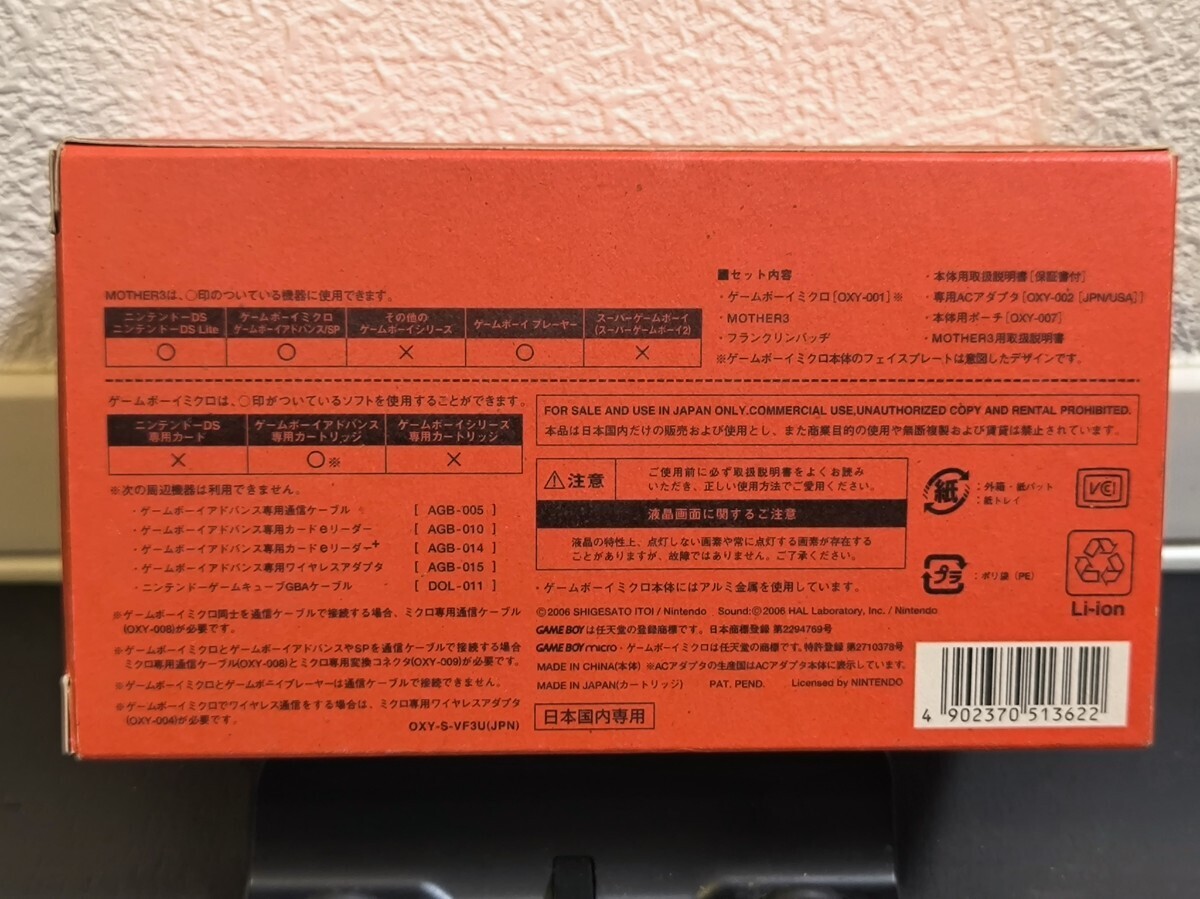 ■セット内容
・ゲームボーイミクロ[OXY-001]※
・MOTHER3
・フランクリンバッヂ
・本体用取扱説明書[保証書付]
・専用ACアダプタ[OXY-002 [JPN/USA]]
・本体用ポーチ[OXY-007]
・MOTHER3用取扱説明書
※ゲームボーイミクロ本体のフェイスプレートは意図したデザインです。
MOTHER3は、○印のついている機器に使用できます。
ニンテンドーDS
ニンテンドーDS Lite
ゲームボーイミクロ
ゲームボーイアドバンス/SP
その他の
ゲームボーイシリーズ
ゲームボーイ プレーヤー
スーパーゲームボーイ
(スーパーゲームボーイ2)
○ ○ × ○ ×
ゲームボーイミクロは、○印がついているソフトを使用することができます。
ニンテンドーDS
専用カード
ゲームボーイアドバンス
専用カートリッジ
ゲームボーイシリーズ
専用カートリッジ
× ○※ ×
※次の周辺機器は利用できません。
・ゲームボーイアドバンス専用通信ケーブル [ AGB-005 ]
・ゲームボーイアドバンス専用カードeリーダー [ AGB-010 ]
・ゲームボーイアドバンス専用カードeリーダー+ [ AGB-014 ]
・ゲームボーイアドバンス専用ワイヤレスアダプタ [ AGB-015 ]
・ニンテンドーゲームキューブGBAケーブル [ DOL-011 ]
※ゲームボーイミクロ同士を通信ケーブルで接続する場合、ミクロ専用通信ケーブル
(OXY-008)が必要です。
※ゲームボーイミクロとゲームボーイアドバンスやSPを通信ケーブルで接続する場合
ミクロ専用通信ケーブル(OXY-008)とミクロ専用変換コネクタ(OXY-009)が必要です。
※ゲームボーイミクロとゲームボーイプレーヤーは通信ケーブルで接続できません。
※ゲームボーイミクロでワイヤレス通信をする場合は、ミクロ専用ワイヤレスアダプタ
(OXY-004)が必要です。
OXY-S-VF3U(JPN)
FOR SALE AND USE IN JAPAN ONLY.COMMERCIAL USE,UNAUTHORIZED COPY AND RENTAL PROHIBITED.
本品は日本国内だけの販売および使用とし、また商業目的の使用や無断複製および賃貸は禁止されています。
⚠注意
ご使用前に必ず取扱説明書をよくお読み
いただき、正しい使用方法でご愛用ください。
液晶画面に関するご注意
液晶の特性上、点灯しない画素や常に点灯する画素が存在する
ことがありますが、故障ではありません。ご了承ください。
・ゲームボーイミクロ本体にはアルミ金属を使用しています。
©2006 SHIGESATO ITOI / Nintendo Sound:©2006 HAL Laboratory, Inc. / Nintendo
GAME BOYは任天堂の登録商標です。日本商標登録 第2294769号
GAME BOY micro・ゲームボーイミクロは任天堂の商標です。特許登録 第2710378号
MADE IN CHINA(本体) ※ACアダプタの生産国はACアダプタ本体に表示しています。
MADE IN JAPAN(カートリッジ) PAT. PEND. Licensed by NINTENDO
日本国内専用
紙
:外箱・紙パット
:紙トレイ
プラ
:ポリ袋 (PE)
VCI
Li-ion
4 902370 513622